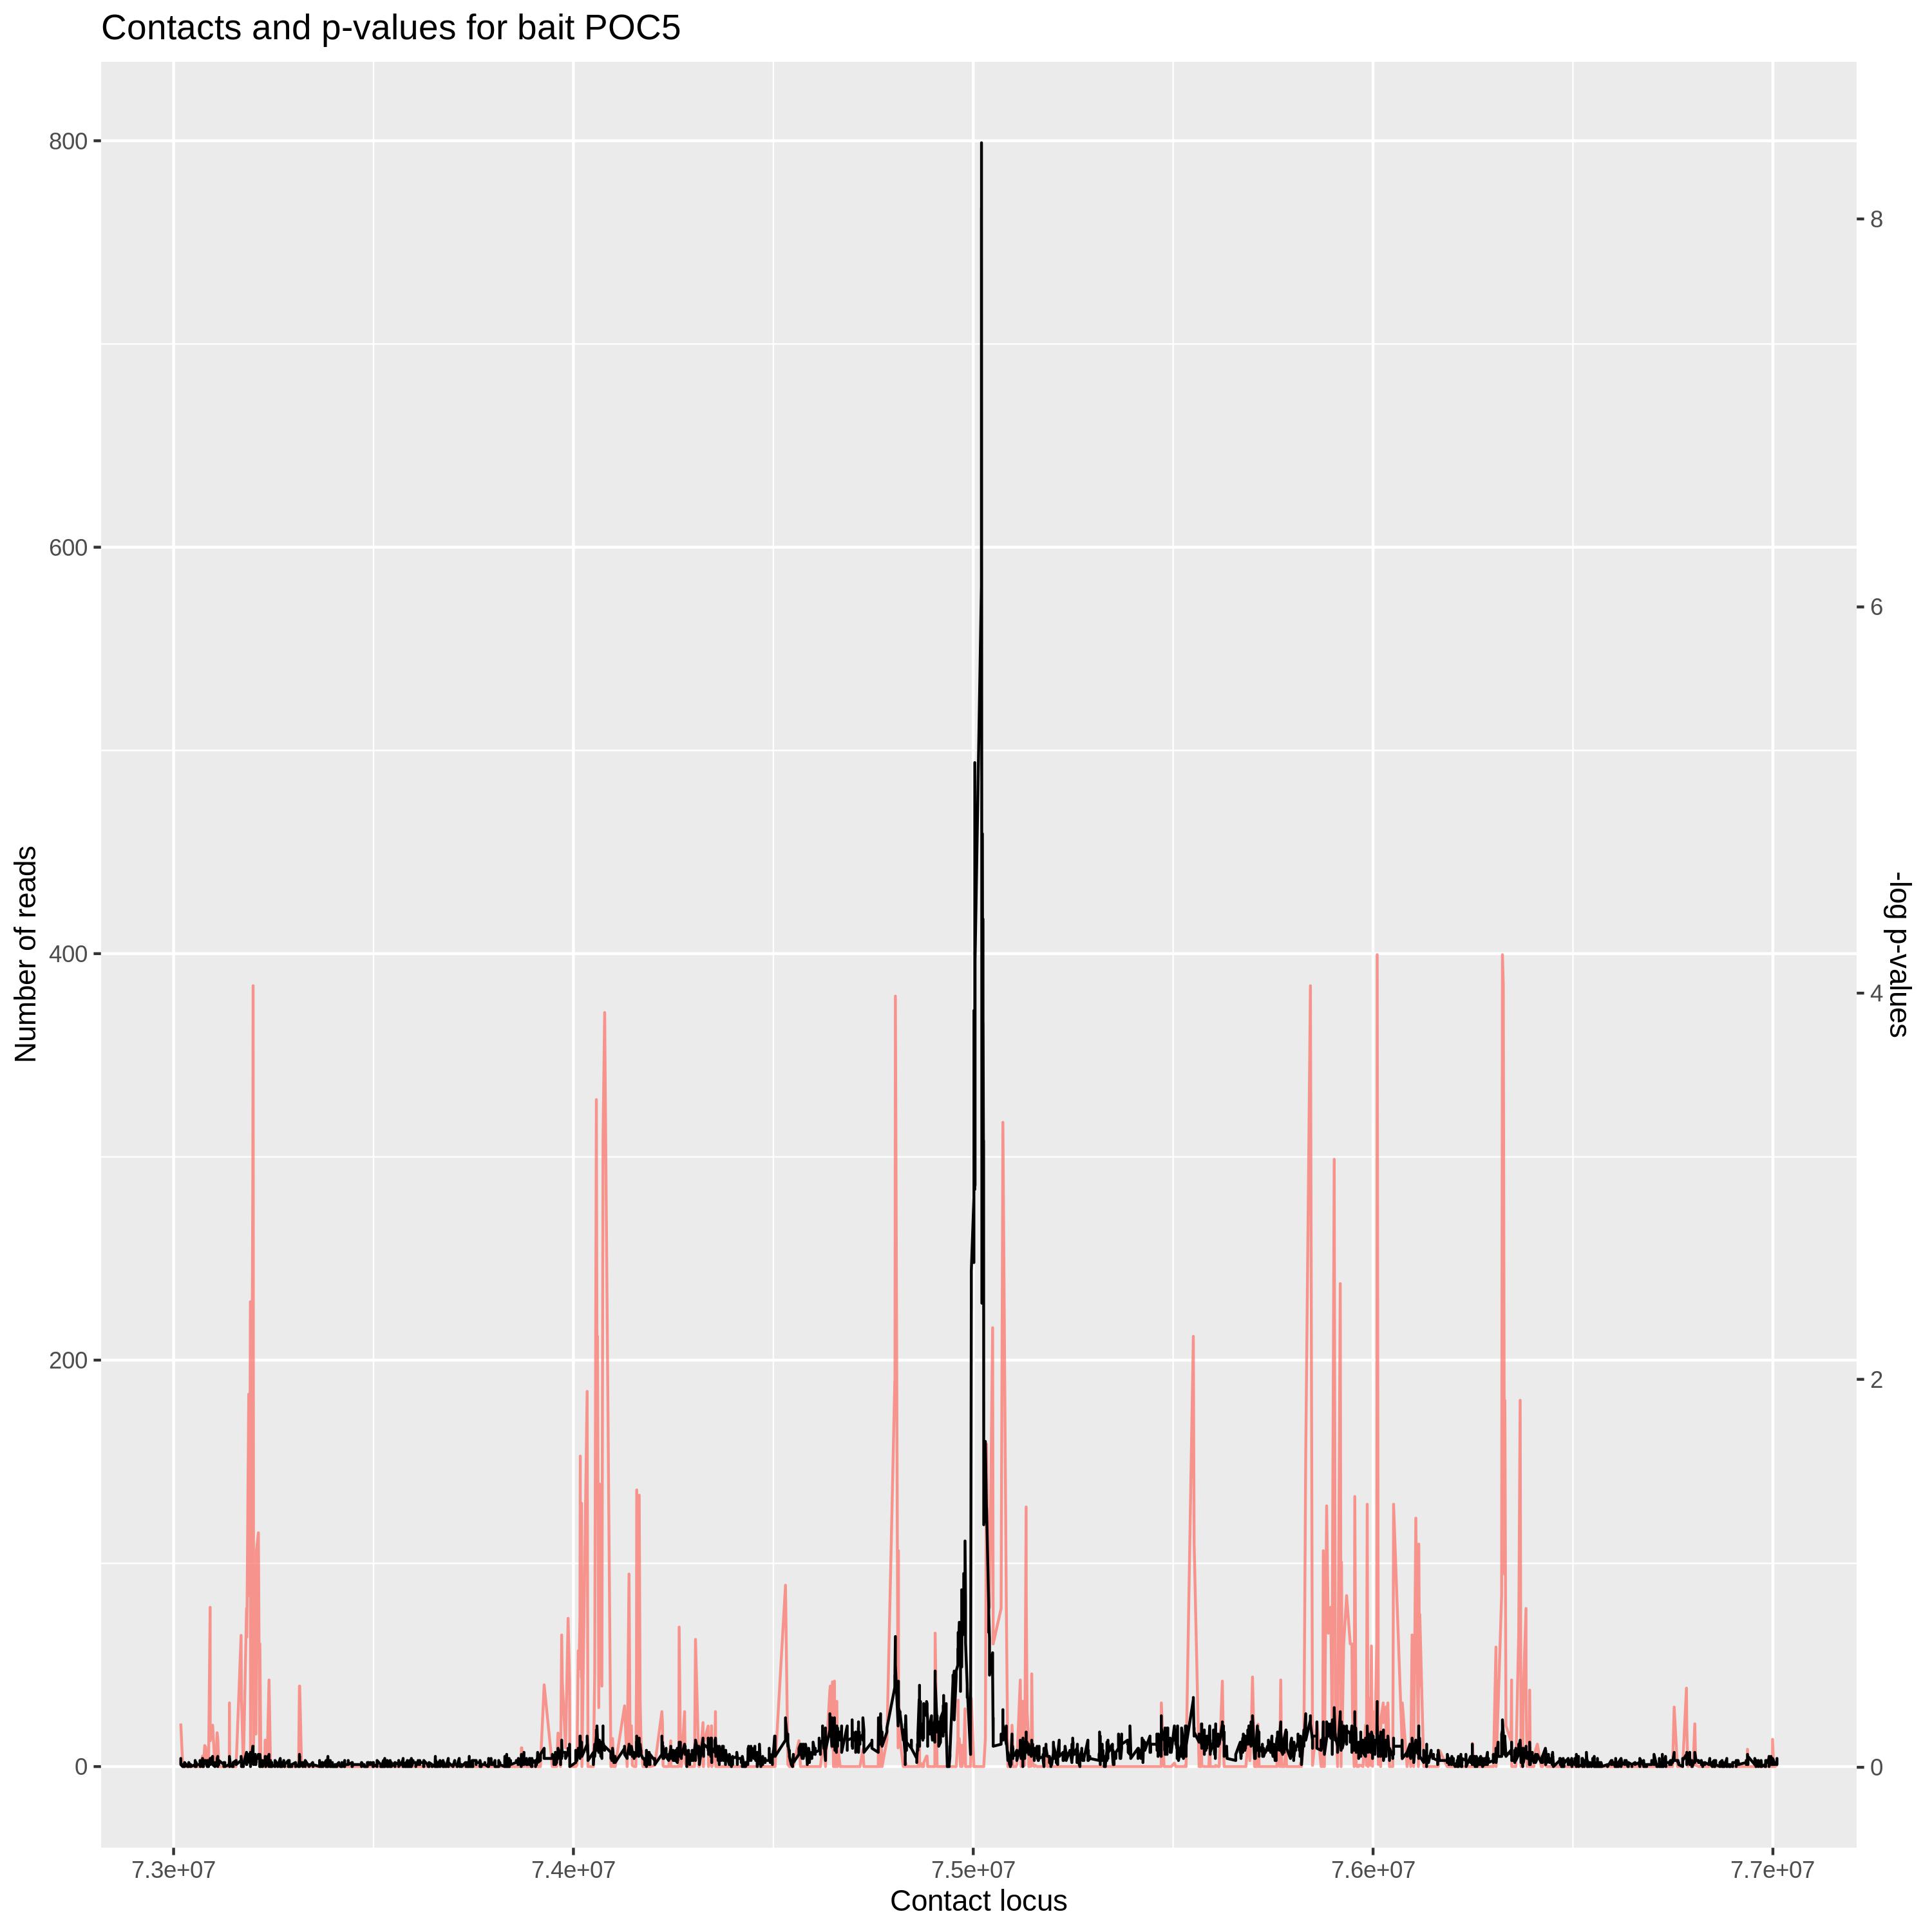 Contacts and p-values for bait POC5
800
600
400
200
0
Number of reads
8
6
4
2
0
-log p-values
7.3e+07
7.4e+07
7.5e+07
7.6e+07
7.7e+07
Contact locus